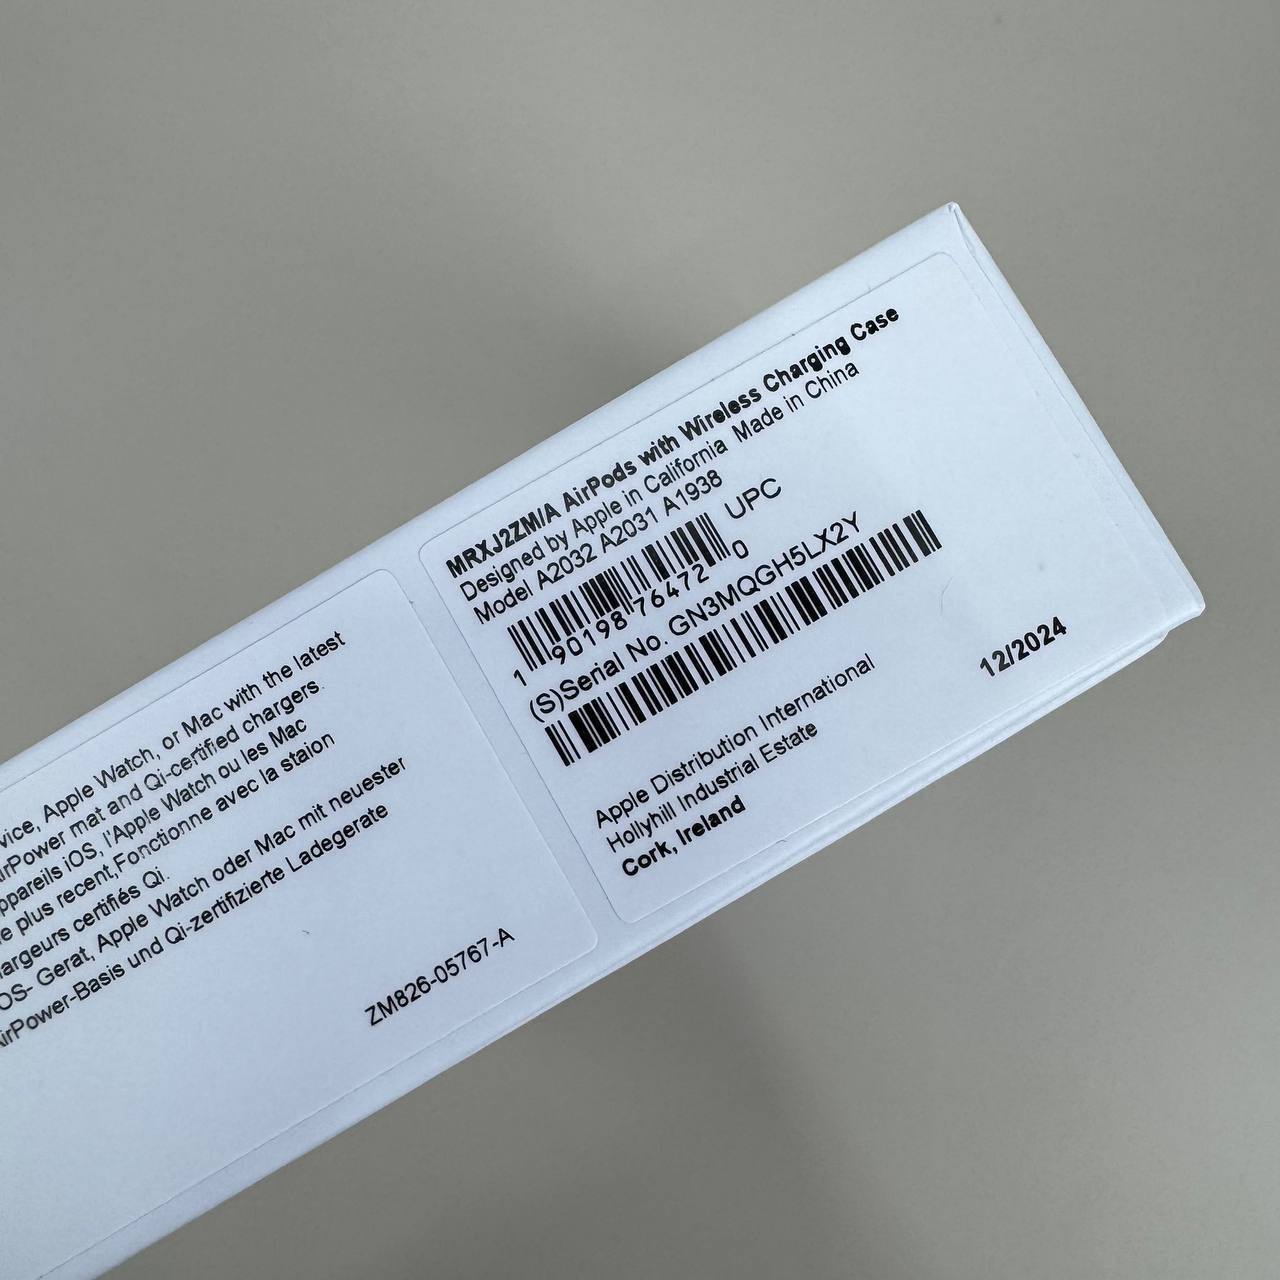 vice, Apple Watch, or Mac with the latest
AirPower mat and Qi-certified chargers.
appareils iOS, l'Apple Watch ou les Mac
plus recent,Fonctionne avec la staion
chargeurs certifiés Qi.
OS- Gerat, Apple Watch oder Mac mit neuester
AirPower-Basis und Qi-zertifizierte Ladegerate
ZM826-05767-A
MRXJ2ZM/A AirPods with Wireless Charging Case
Designed by Apple in California Made in China
Model A2032 A2031 A1938
UPC
1 90198 76472 0
(S)Serial No. GN3MQGH5LX2Y
Apple Distribution International
Hollyhill Industrial Estate
Cork, Ireland
12/2024